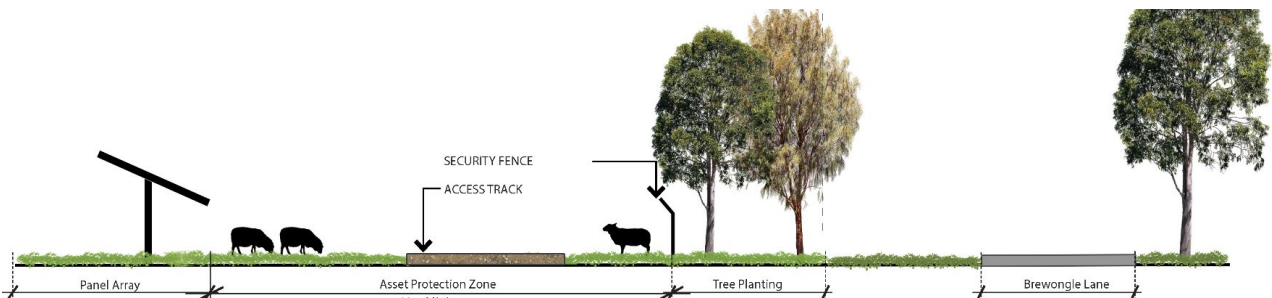 SECURITY FENCE
ACCESS TRACK
Panel Array
Asset Protection Zone
Tree Planting
Brewongle Lane